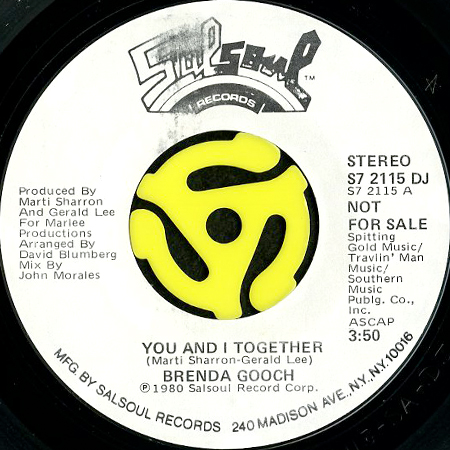 Salsoul TM
RECORDS
STEREO
S7 2115 DJ
S7 2115 A
NOT
FOR SALE
Spitting
Gold Music/
Travlin' Man
Music/
Southern
Music
Publg. Co.,
Inc.
ASCAP
3:50
Produced By
Marti Sharron
And Gerald Lee
For Marlee
Productions
Arranged By
David Blumberg
Mix By
John Morales
YOU AND I TOGETHER
(Marti Sharron-Gerald Lee)
BRENDA GOOCH
℗1980 Salsoul Record Corp.
MFG BY SALSOUL RECORDS 240 MADISON AVE., NY, NY. 10016